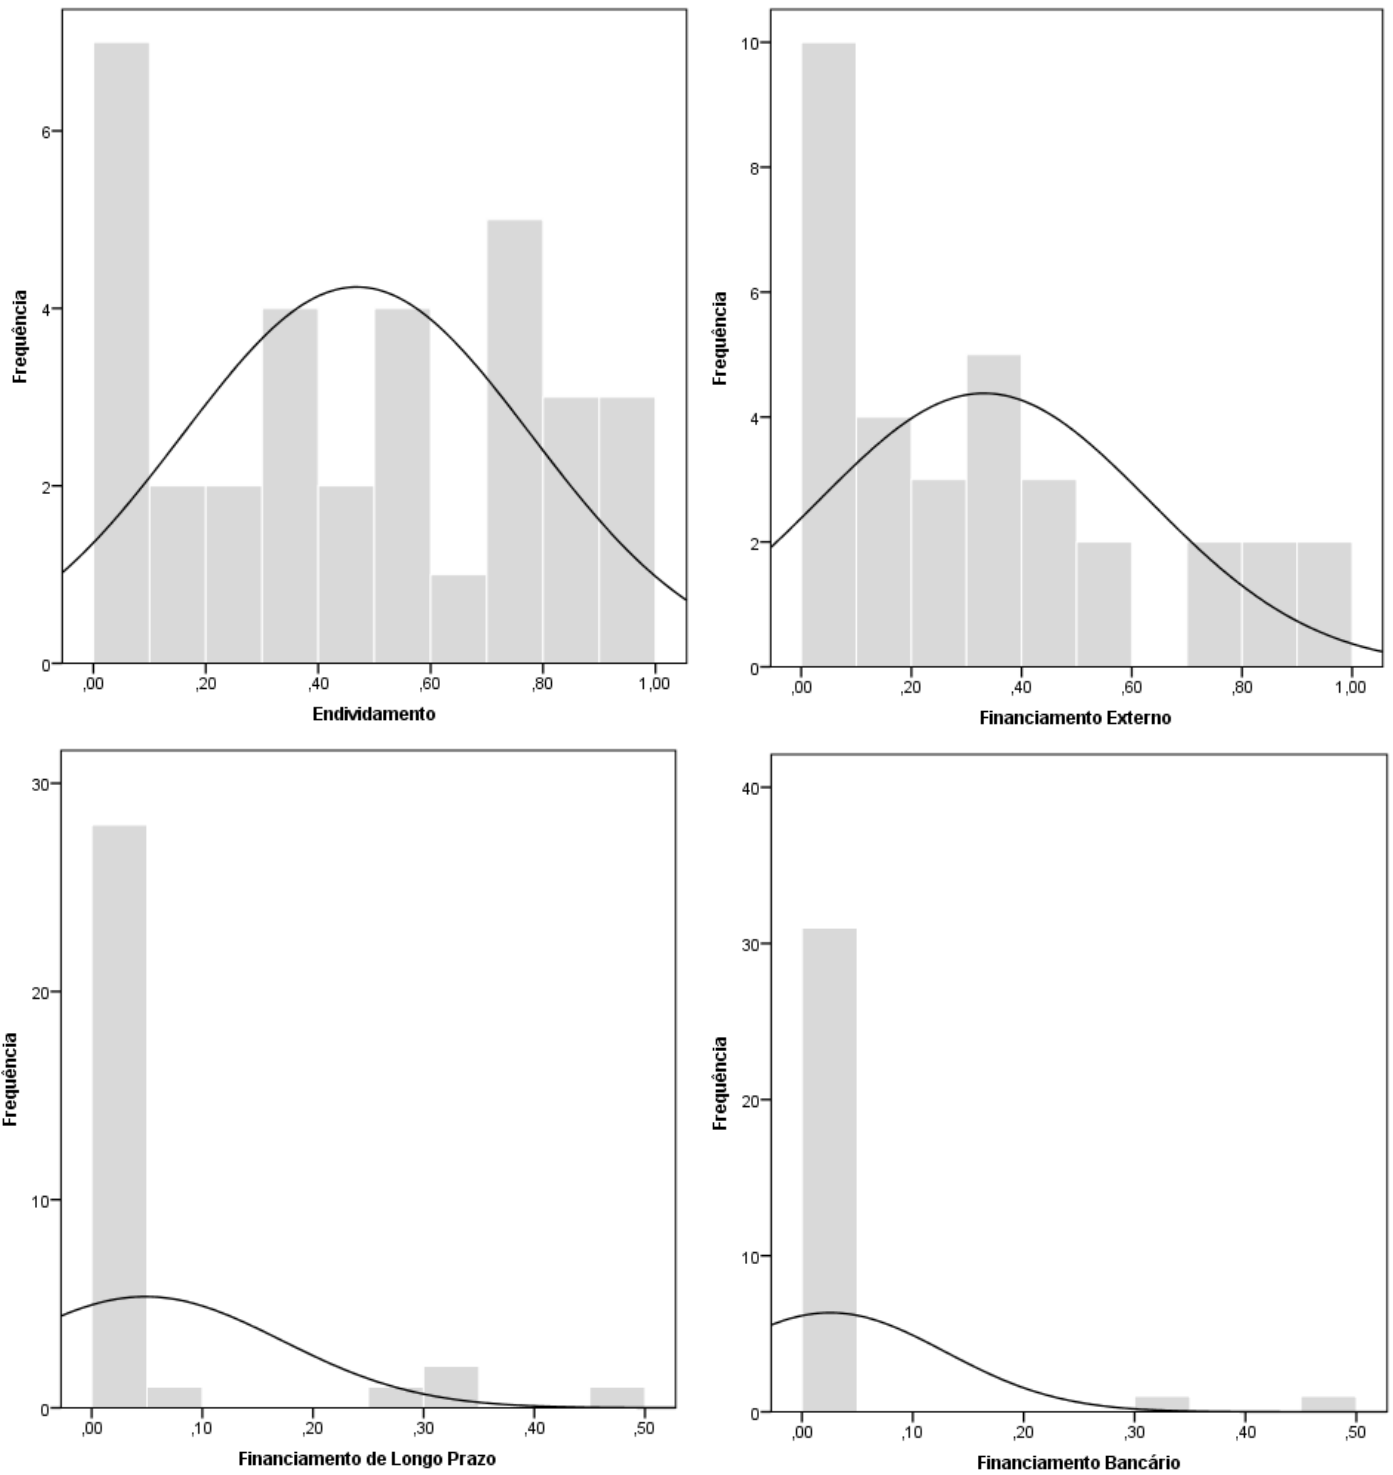 Frequência
6
4
2
0
,00 ,20 ,40 ,60 ,80 1,00
Endividamento
Frequência
10
8
6
4
2
0
,00 ,20 ,40 ,60 ,80 1,00
Financiamento Externo
Frequência
30
20
10
0
,00 ,10 ,20 ,30 ,40 ,50
Financiamento de Longo Prazo
Frequência
40
30
20
10
0
,00 ,10 ,20 ,30 ,40 ,50
Financiamento Bancário